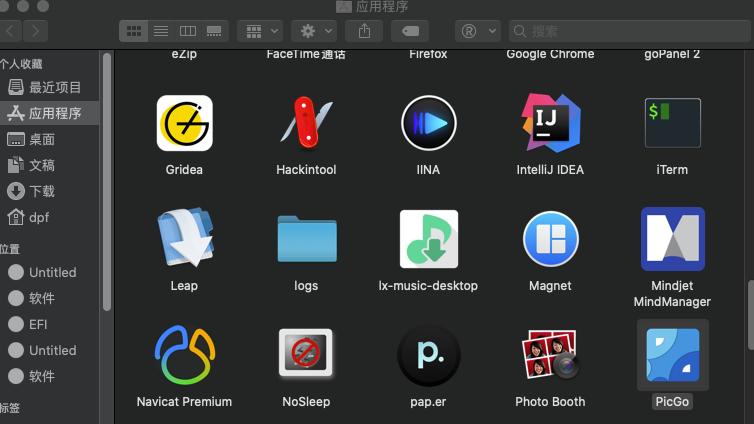 应用程序
搜索
个人收藏
最近项目
应用程序
桌面
文稿
下载
dpf
位置
Untitled
软件
EFI
Untitled
软件
标签
eZip
FaceTime通话
Firefox
Google Chrome
goPanel 2
Gridea
Hackintool
IINA
IJ
IntelliJ IDEA
$
iTerm
Leap
logs
lx-music-desktop
Magnet
Mindjet
MindManager
Navicat Premium
NoSleep
p.
pap.er
Photo Booth
PicGo